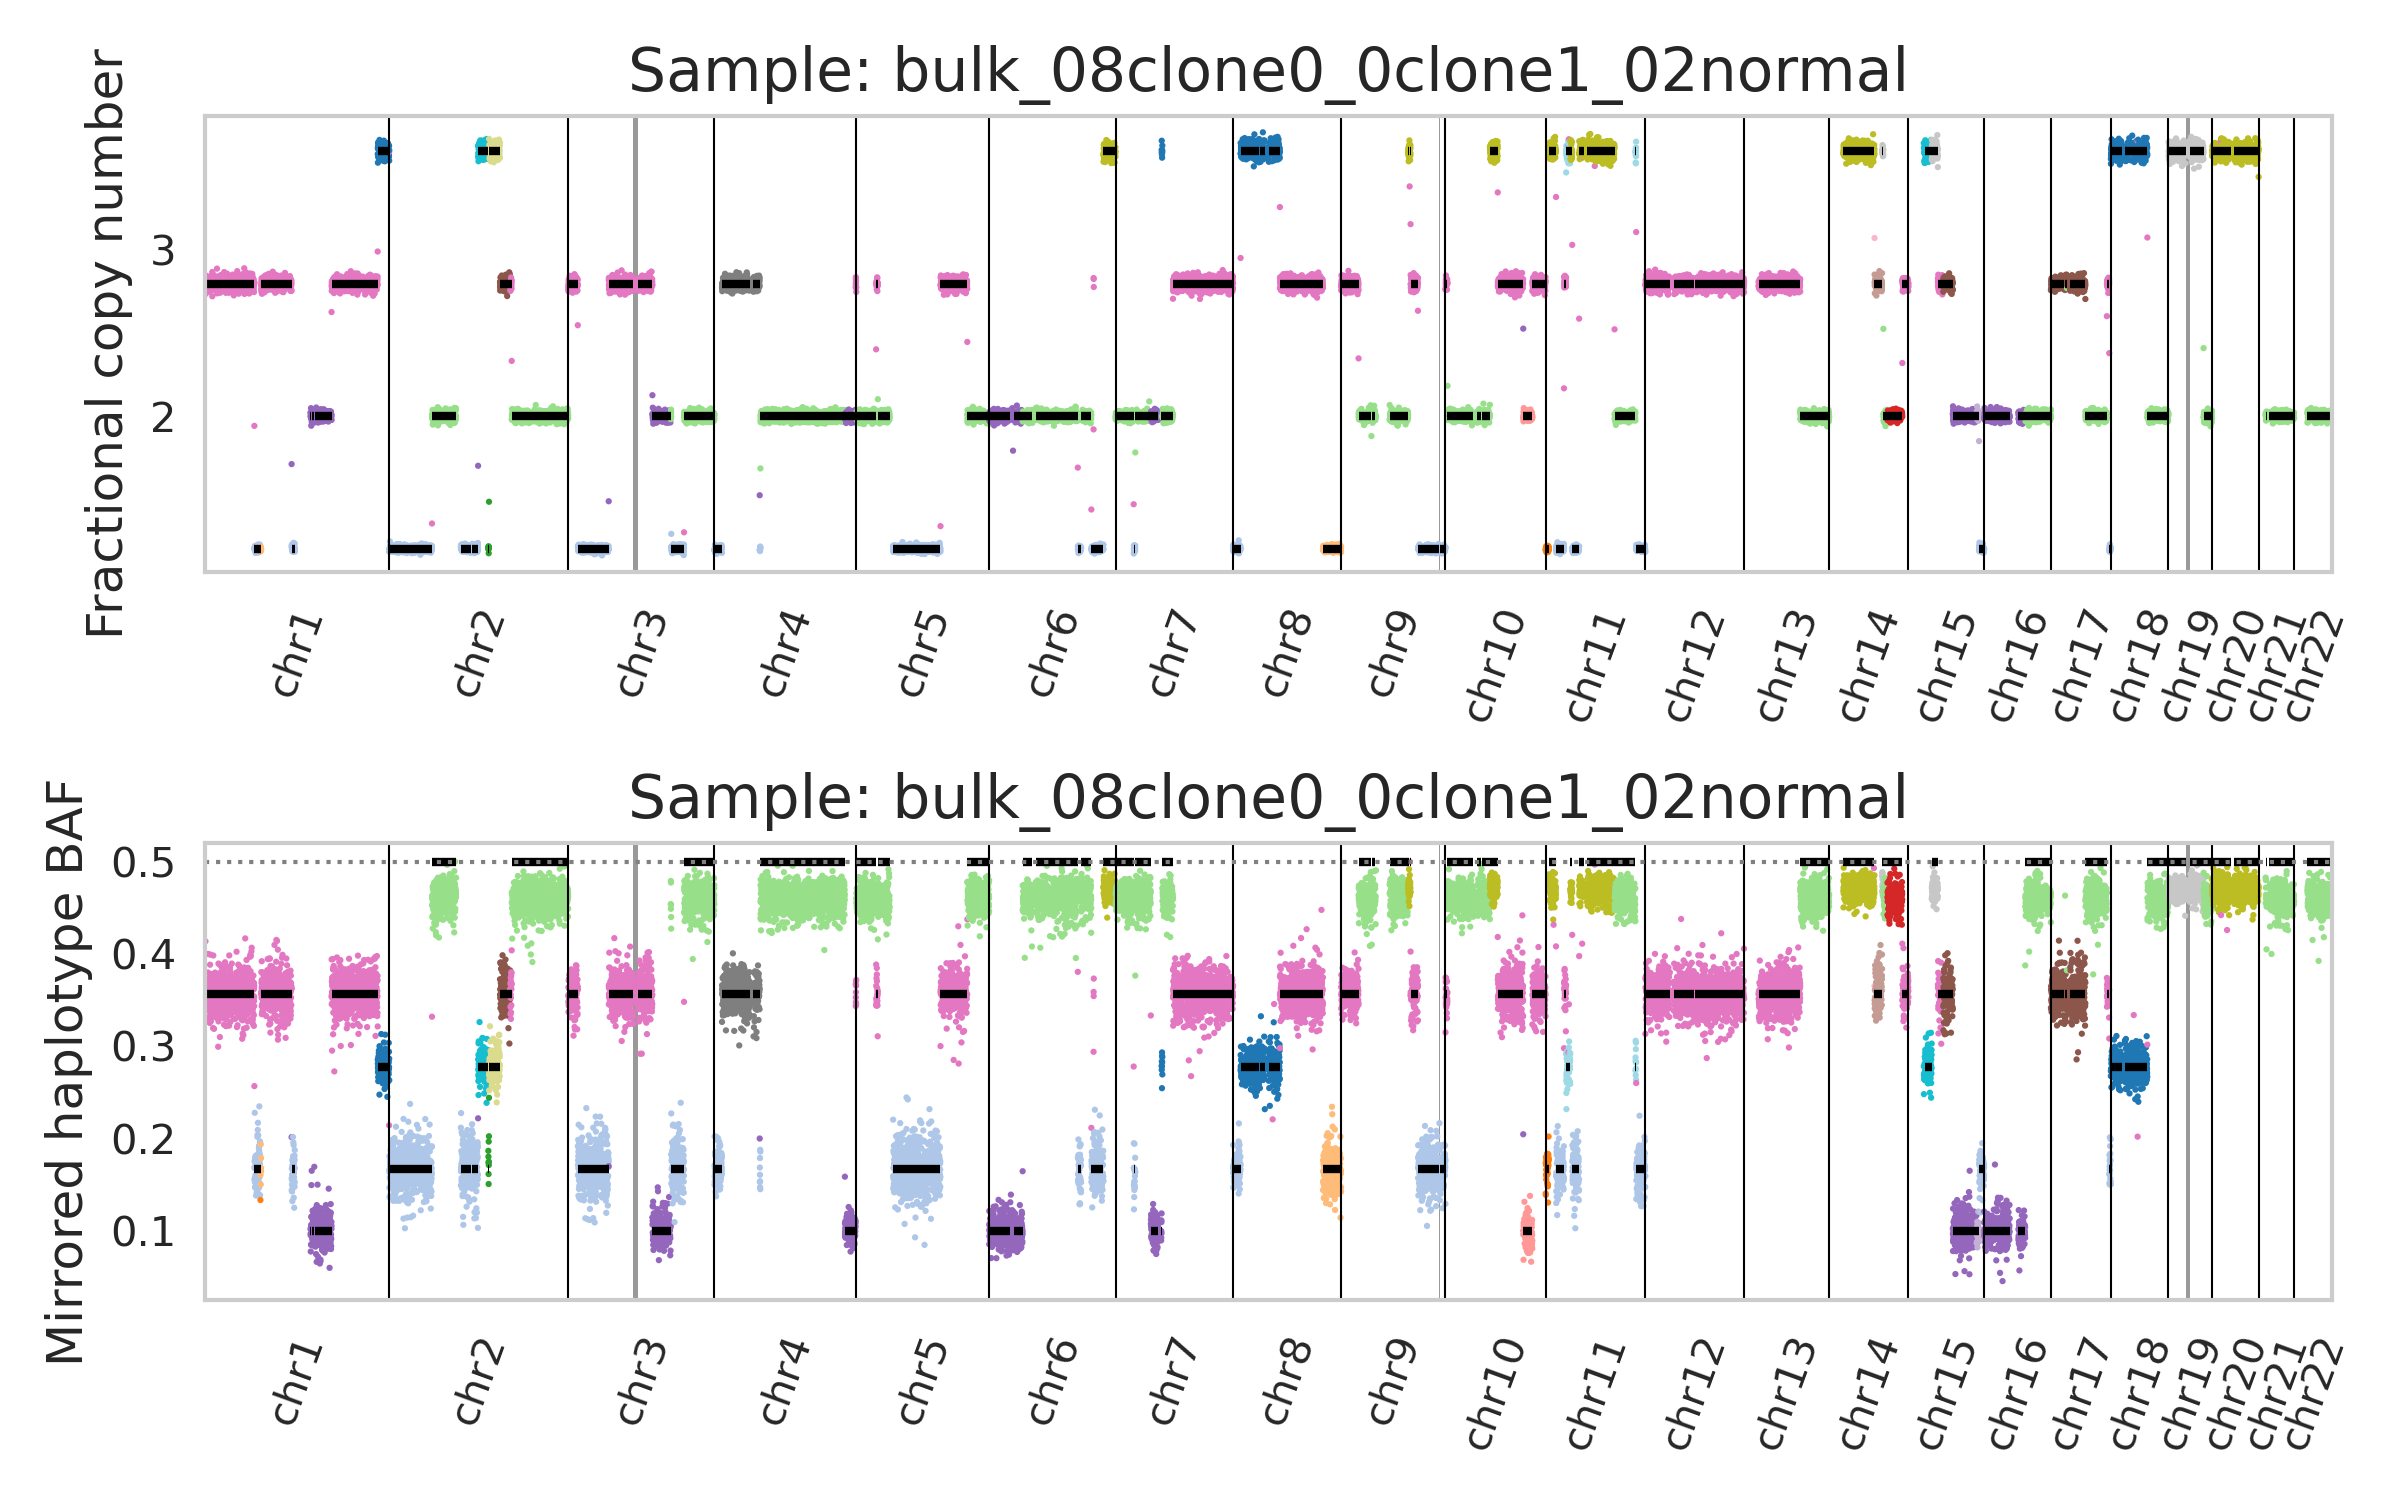 Sample: bulk_08clone0_0clone1_02normal
Fractional copy number
3
2
chr1 chr2 chr3 chr4 chr5 chr6 chr7 chr8 chr9 chr10 chr11 chr12 chr13 chr14 chr15 chr16 chr17 chr18 chr19 chr20 chr21 chr22
Sample: bulk_08clone0_0clone1_02normal
Mirrored haplotype BAF
0.5
0.4
0.3
0.2
0.1
chr1 chr2 chr3 chr4 chr5 chr6 chr7 chr8 chr9 chr10 chr11 chr12 chr13 chr14 chr15 chr16 chr17 chr18 chr19 chr20 chr21 chr22